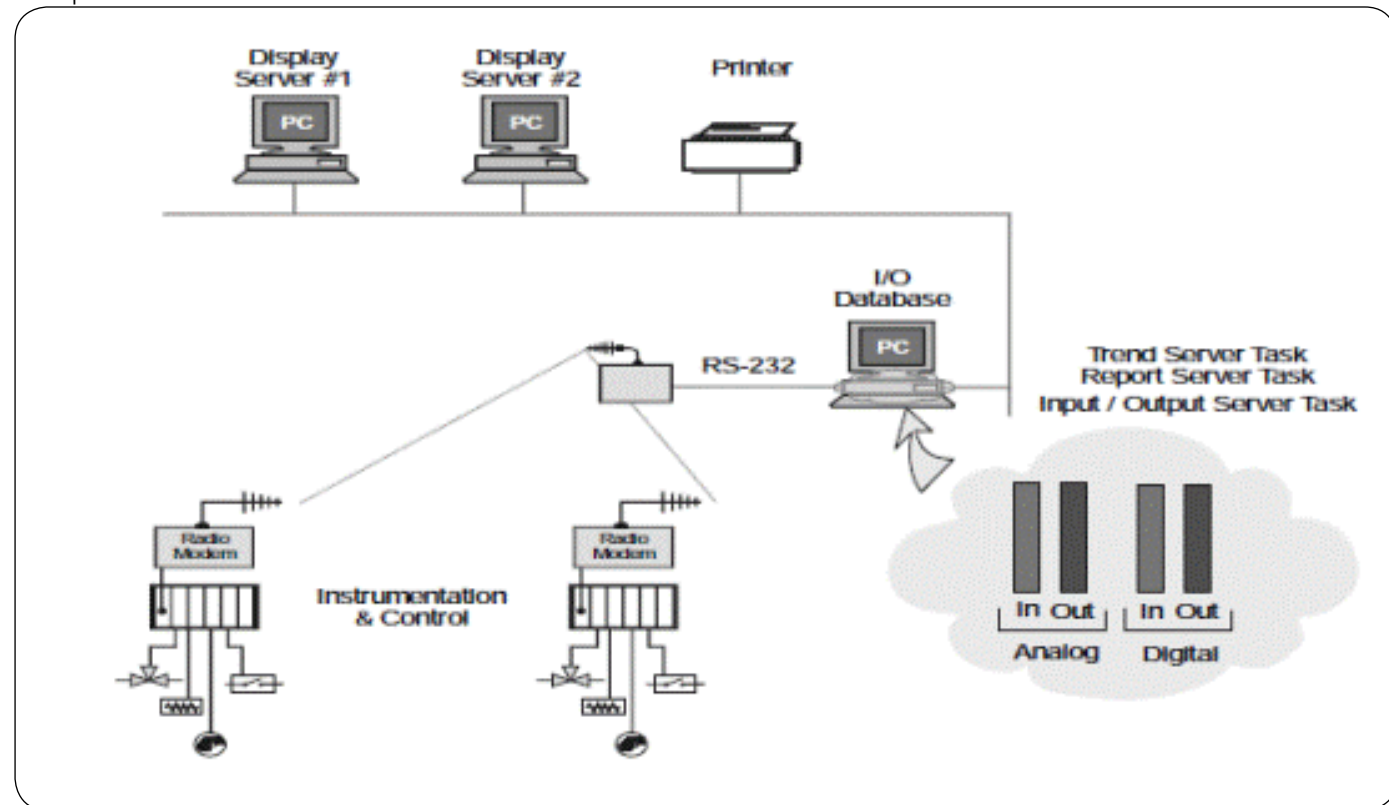 Display
Server #1
Display
Server #2
Printer
PC
PC
I/O
Database
PC
RS-232
Trend Server Task
Report Server Task
Input / Output Server Task
Radio
Modem
Radio
Modem
Instrumentation
& Control
In Out
In Out
Analog
Digital